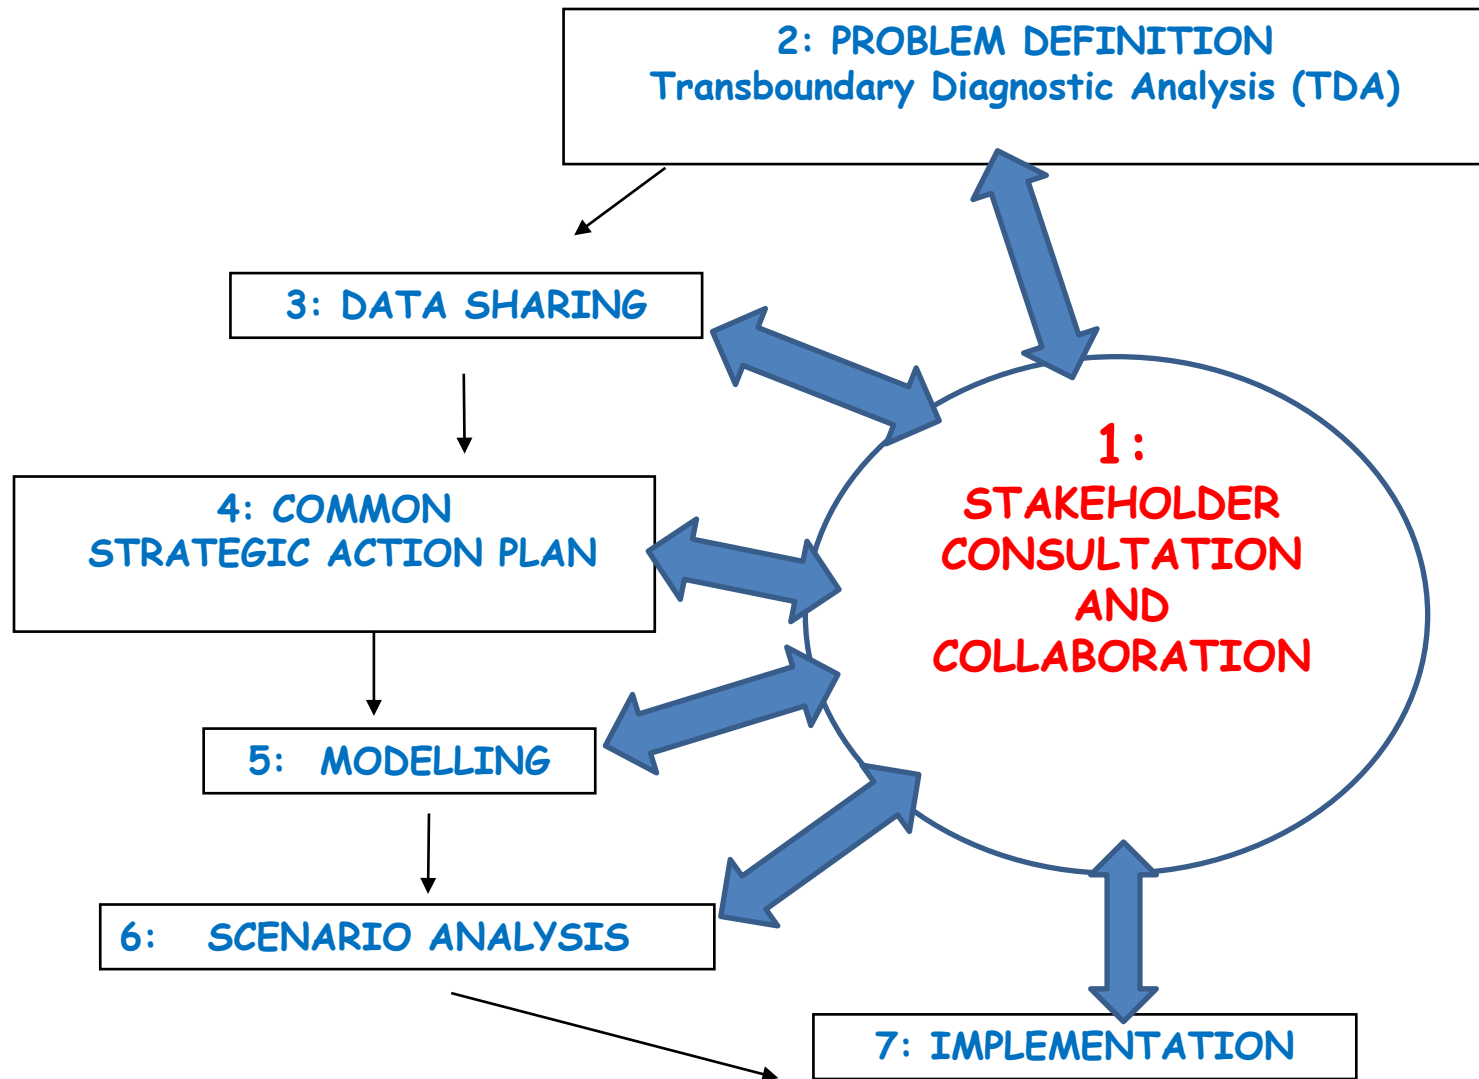 2: PROBLEM DEFINITION
Transboundary Diagnostic Analysis (TDA)
3: DATA SHARING
1:
STAKEHOLDER
CONSULTATION
AND
COLLABORATION
4: COMMON
STRATEGIC ACTION PLAN
5: MODELLING
6: SCENARIO ANALYSIS
7: IMPLEMENTATION